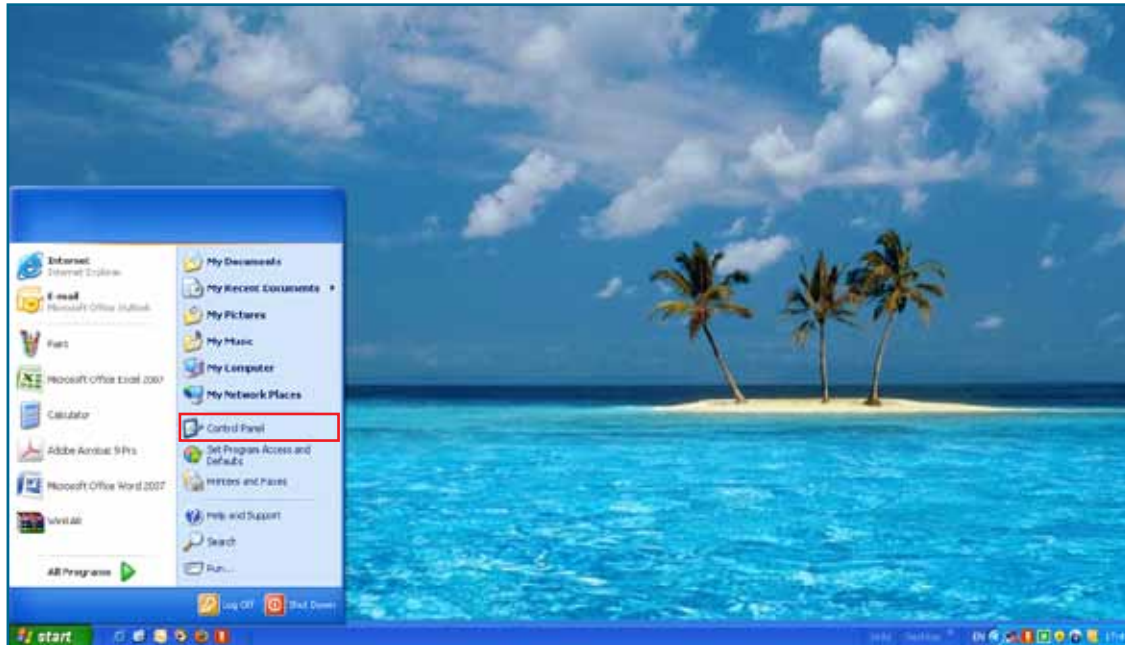 Internet
Internet Explorer
E-mail
Microsoft Office Outlook
Paint
Microsoft Office Excel 2007
Calculator
Adobe Acrobat 9 Pro
Microsoft Office Word 2007
WinRAR
All Programs
My Documents
My Recent Documents
My Pictures
My Music
My Computer
My Network Places
Control Panel
Set Program Access and
Defaults
Printers and Faxes
Help and Support
Search
Run...
Log Off
Shut Down
start
Desktop
EN